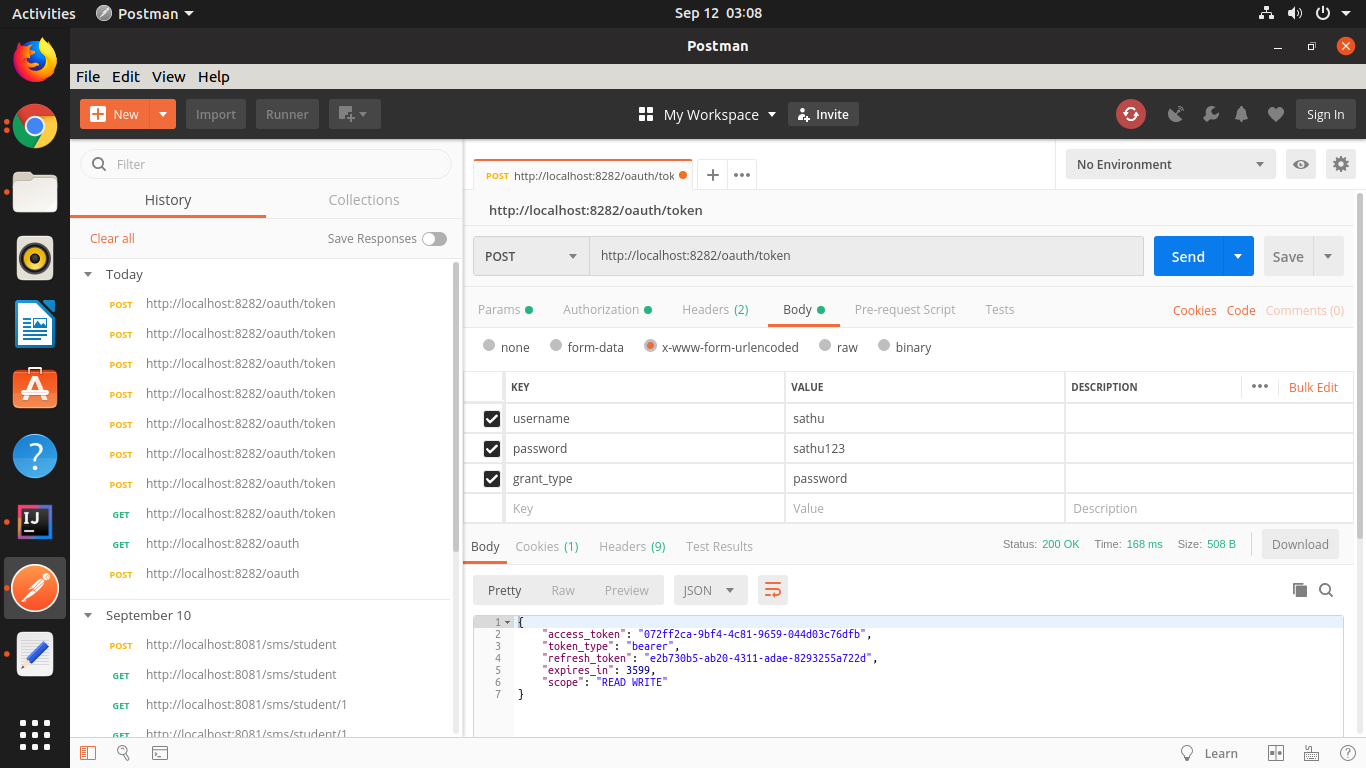 Activities Postman Sep 12 03:08
Postman
File Edit View Help
New Import Runner My Workspace Invite Sign In
Filter
History Collections
Clear all Save Responses
Today
POST http://localhost:8282/oauth/token
POST http://localhost:8282/oauth/token
POST http://localhost:8282/oauth/token
POST http://localhost:8282/oauth/token
POST http://localhost:8282/oauth/token
POST http://localhost:8282/oauth/token
POST http://localhost:8282/oauth/token
GET http://localhost:8282/oauth/token
GET http://localhost:8282/oauth
POST http://localhost:8282/oauth
September 10
POST http://localhost:8081/sms/student
GET http://localhost:8081/sms/student
GET http://localhost:8081/sms/student/1
GET http://localhost:8081/sms/student/1
POST http://localhost:8282/oauth/tok
No Environment
http://localhost:8282/oauth/token
POST http://localhost:8282/oauth/token Send Save
Params Authorization Headers (2) Body Pre-request Script Tests Cookies Code Comments (0)
none form-data x-www-form-urlencoded raw binary
KEY VALUE DESCRIPTION Bulk Edit
username sathu
password sathu123
grant_type password
Key Value Description
Body Cookies (1) Headers (9) Test Results Status: 200 OK Time: 168 ms Size: 508 B Download
Pretty Raw Preview JSON
1 {
2 "access_token": "072ff2ca-9bf4-4c81-9659-044d03c76dfb",
3 "token_type": "bearer",
4 "refresh_token": "e2b730b5-ab20-4311-adae-8293255a722d",
5 "expires_in": 3599,
6 "scope": "READ WRITE"
7 }
Learn